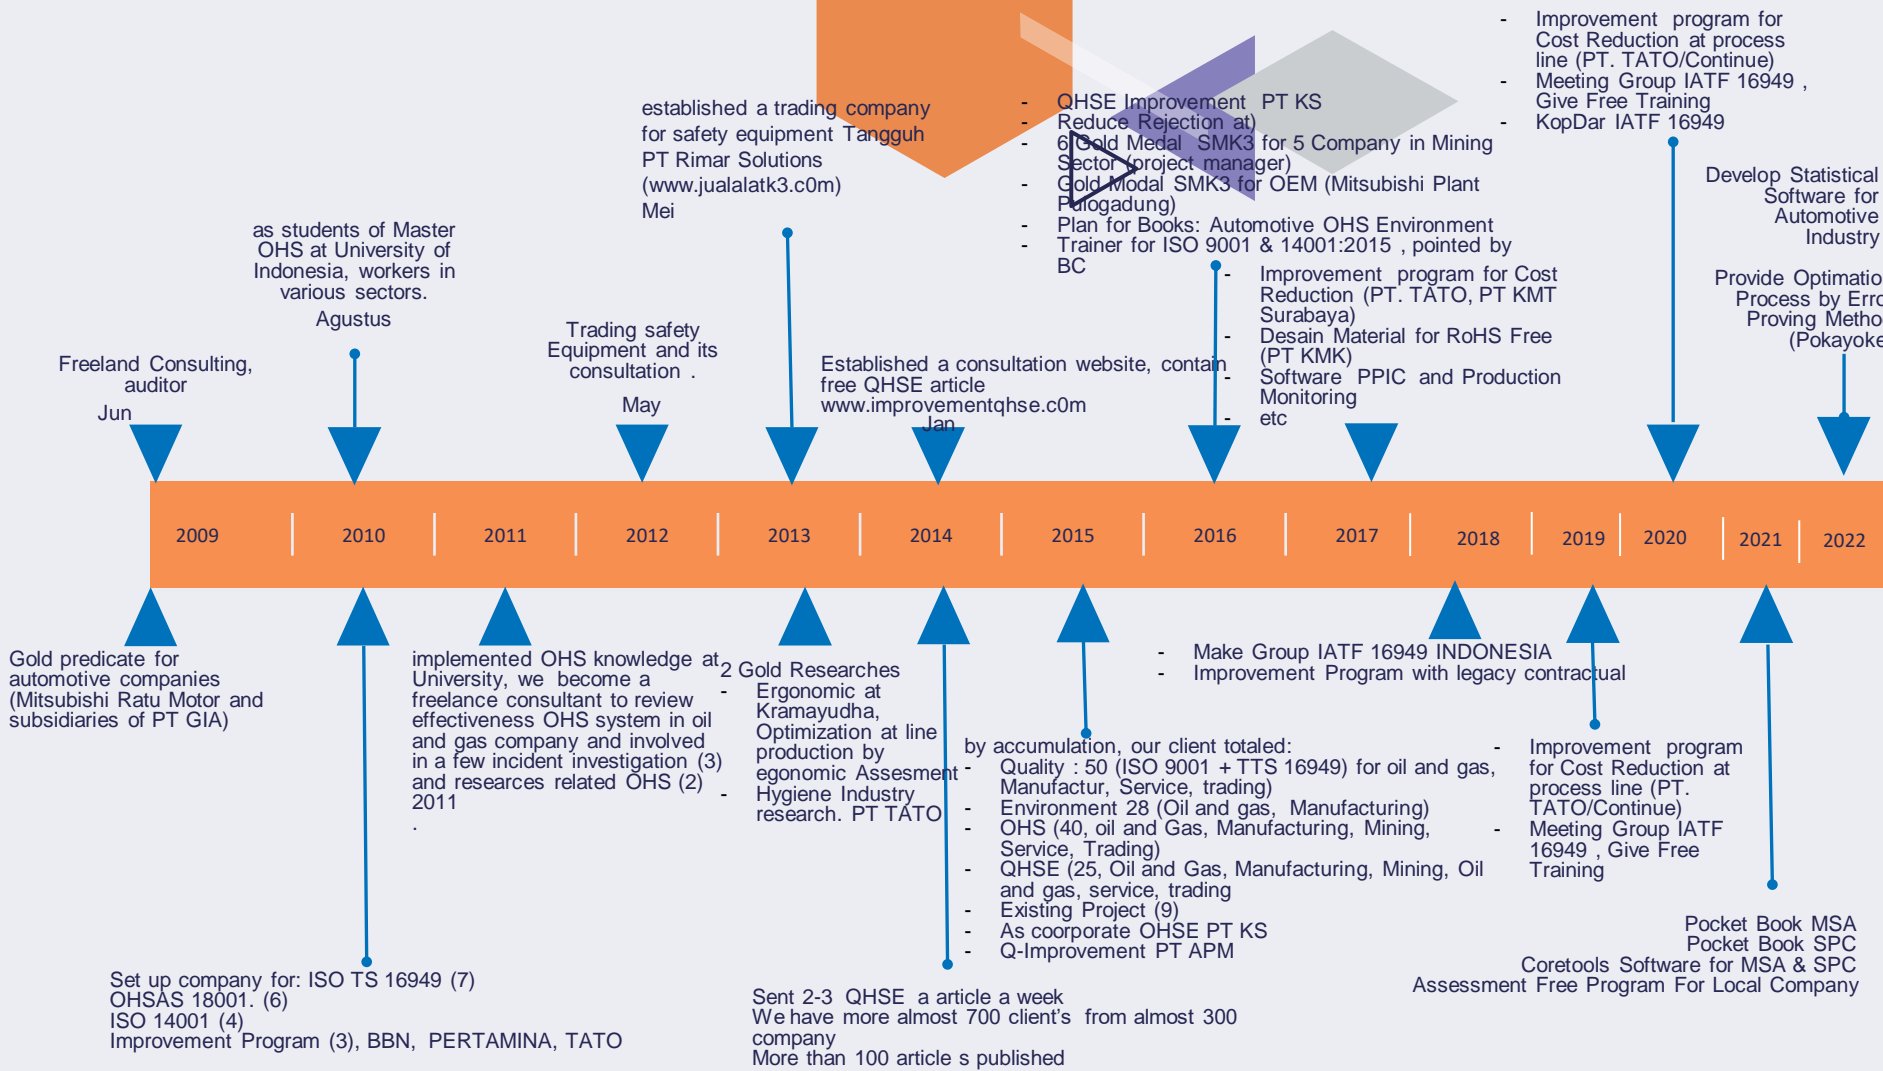 - Improvement program for
Cost Reduction at process
line (PT. TATO/Continue)
- Meeting Group IATF 16949 ,
Give Free Training
- KopDar IATF 16949
established a trading company
for safety equipment Tangguh
PT Rimar Solutions
(www.jualalatk3.c0m)
Mei
- QHSE Improvement PT KS
- Reduce Rejection at)
- 6 Gold Medal SMK3 for 5 Company in Mining
Sector (project manager)
- Gold Modal SMK3 for OEM (Mitsubishi Plant
Pulogadung)
- Plan for Books: Automotive OHS Environment
- Trainer for ISO 9001 & 14001:2015 , pointed by
BC
Develop Statistical
Software for
Automotive
Industry
Provide Optimatio
Process by Erro
Proving Metho
(Pokayoke
as students of Master
OHS at University of
Indonesia, workers in
various sectors.
Agustus
- Improvement program for Cost
Reduction (PT. TATO, PT KMT
Surabaya)
- Desain Material for RoHS Free
(PT KMK)
- Software PPIC and Production
Monitoring
- etc
Trading safety
Equipment and its
consultation .
May
Freeland Consulting,
auditor
Jun
Established a consultation website, contain
free QHSE article
www.improvementqhse.c0m
Jan
2009 2010 2011 2012 2013 2014 2015 2016 2017 2018 2019 2020 2021 2022
Gold predicate for
automotive companies
(Mitsubishi Ratu Motor and
subsidiaries of PT GIA)
implemented OHS knowledge at
University, we become a
freelance consultant to review
effectiveness OHS system in oil
and gas company and involved
in a few incident investigation (3)
and researces related OHS (2)
2011
.
2 Gold Researches
- Ergonomic at
Kramayudha,
Optimization at line
production by
egonomic Assesment
- Hygiene Industry
research. PT TATO
- Make Group IATF 16949 INDONESIA
- Improvement Program with legacy contractual
by accumulation, our client totaled:
- Quality : 50 (ISO 9001 + TTS 16949) for oil and gas,
Manufactur, Service, trading)
- Environment 28 (Oil and gas, Manufacturing)
- OHS (40, oil and Gas, Manufacturing, Mining,
Service, Trading)
- QHSE (25, Oil and Gas, Manufacturing, Mining, Oil
and gas, service, trading
- Existing Project (9)
- As coorporate OHSE PT KS
- Q-Improvement PT APM
- Improvement program
for Cost Reduction at
process line (PT.
TATO/Continue)
- Meeting Group IATF
16949 , Give Free
Training
Pocket Book MSA
Pocket Book SPC
Coretools Software for MSA & SPC
Assessment Free Program For Local Company
Set up company for: ISO TS 16949 (7)
OHSAS 18001. (6)
ISO 14001 (4)
Improvement Program (3), BBN, PERTAMINA, TATO
Sent 2-3 QHSE a article a week
We have more almost 700 client's from almost 300
company
More than 100 article s published